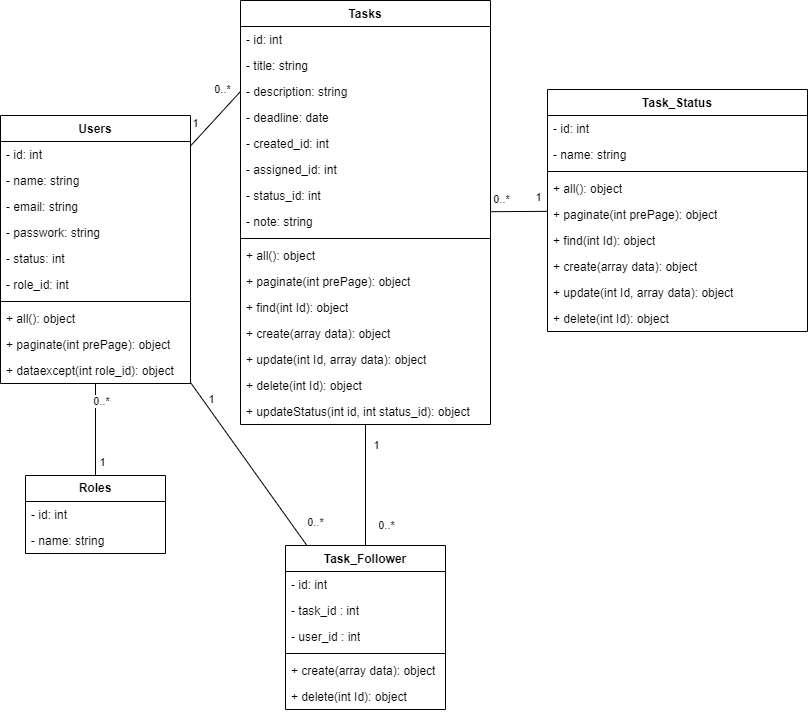 Tasks
- id: int
- title: string
- description: string
- deadline: date
- created_id: int
- assigned_id: int
- status_id: int
- note: string
+ all(): object
+ paginate(int prePage): object
+ find(int Id): object
+ create(array data): object
+ update(int Id, array data): object
+ delete(int Id): object
+ updateStatus(int id, int status_id): object
Users
- id: int
- name: string
- email: string
- passwork: string
- status: int
- role_id: int
+ all(): object
+ paginate(int prePage): object
+ dataexcept(int role_id): object
1
0..*
Task_Status
- id: int
- name: string
+ all(): object
+ paginate(int prePage): object
+ find(int Id): object
+ create(array data): object
+ update(int Id, array data): object
+ delete(int Id): object
0..*
1
0..*
1
Roles
- id: int
- name: string
1
0..*
1
0..*
Task_Follower
- id: int
- task_id : int
- user_id : int
+ create(array data): object
+ delete(int Id): object